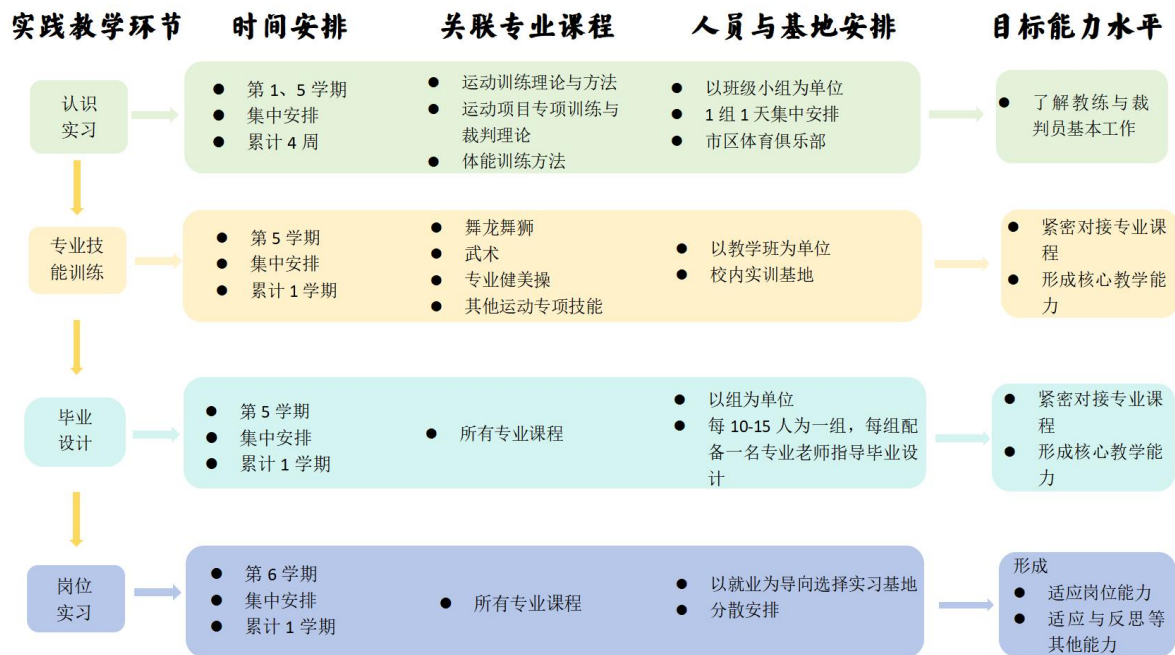 实践教学环节 时间安排 关联专业课程 人员与基地安排 目标能力水平
认识
实习
● 第 1、5 学期
● 集中安排
● 累计 4 周
● 运动训练理论与方法
● 运动项目专项训练与
裁判理论
● 体能训练方法
● 以班级小组为单位
● 1 组 1 天集中安排
● 市区体育俱乐部
● 了解教练与裁
判员基本工作
专业技
能训练
● 第 5 学期
● 集中安排
● 累计 1 学期
● 舞龙舞狮
● 武术
● 专业健美操
● 其他运动专项技能
● 以教学班为单位
● 校内实训基地
● 紧密对接专业课
程
● 形成核心教学能
力
毕业
设计
● 第 5 学期
● 集中安排
● 累计 1 学期
● 所有专业课程
● 以组为单位
● 每 10-15 人为一组，每组配
备一名专业老师指导毕业设
计
● 紧密对接专业课
程
● 形成核心教学能
力
岗位
实习
● 第 6 学期
● 集中安排
● 累计 1 学期
● 所有专业课程
● 以就业为导向选择实习基地
● 分散安排
形成
● 适应岗位能力
● 适应与反思等
其他能力